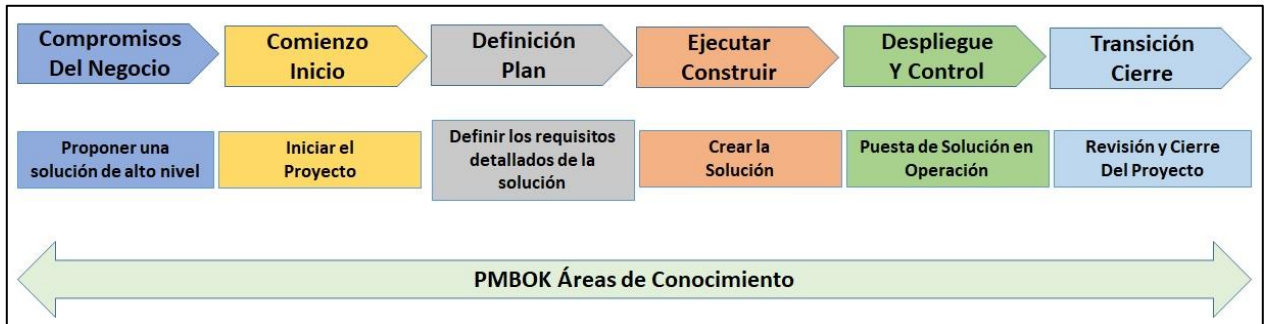 Compromisos
Del Negocio
Comienzo
Inicio
Definición
Plan
Ejecutar
Construir
Despliegue
Y Control
Transición
Cierre
Proponer una
solución de alto nivel
Iniciar el
Proyecto
Definir los requisitos
detallados de la
solución
Crear la
Solución
Puesta de Solución en
Operación
Revisión y Cierre
Del Proyecto
PMBOK Áreas de Conocimiento